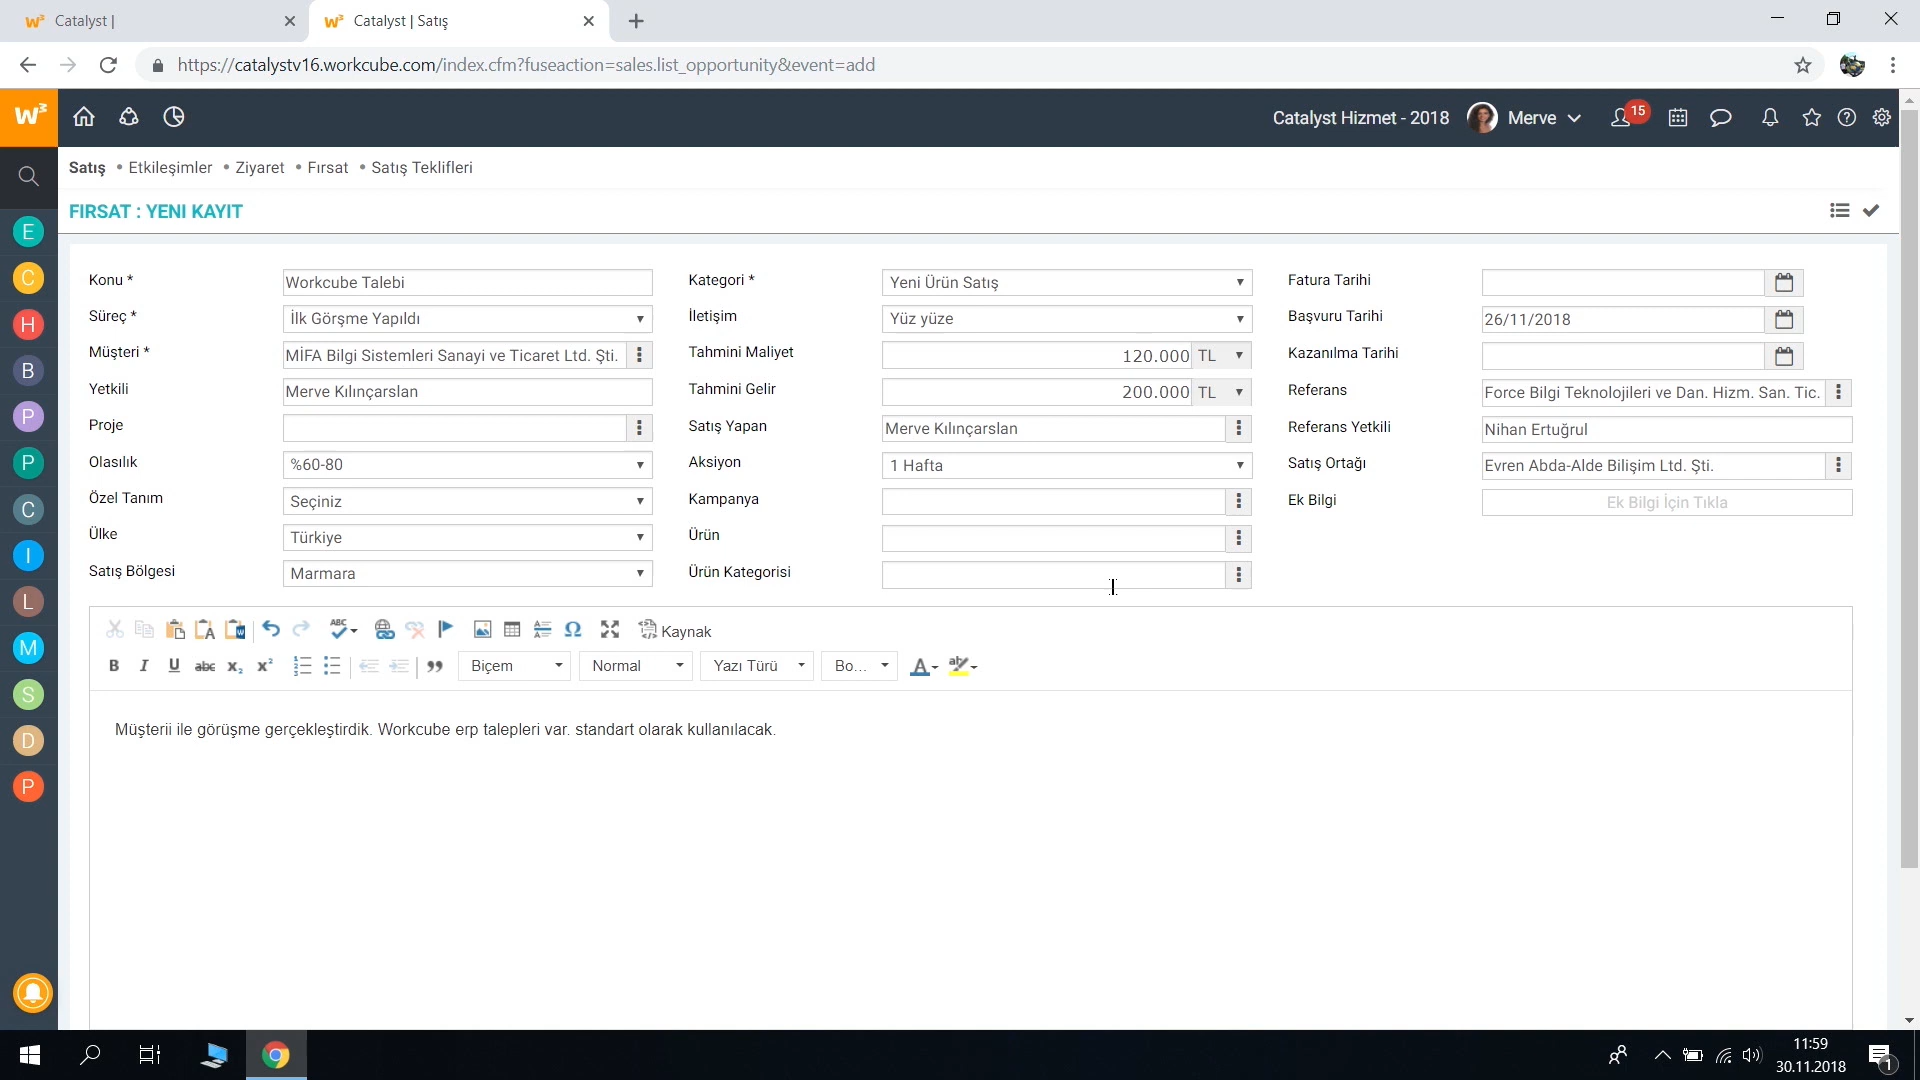 Catalyst |
Catalyst | Satış
https://catalystv16.workcube.com/index.cfm?fuseaction=sales.list_opportunity&event=add
w³
Catalyst Hizmet - 2018
Merve
15
Satış • Etkileşimler • Ziyaret • Fırsat • Satış Teklifleri
FIRSAT : YENI KAYIT
E
C
H
B
P
P
C
I
L
M
S
D
P
Konu * Workcube Talebi
Süreç * İlk Görşme Yapıldı
Müşteri * MİFA Bilgi Sistemleri Sanayi ve Ticaret Ltd. Şti.
Yetkili Merve Kılınçarslan
Proje
Olasılık %60-80
Özel Tanım Seçiniz
Ülke Türkiye
Satış Bölgesi Marmara
Kategori * Yeni Ürün Satış
İletişim Yüz yüze
Tahmini Maliyet 120.000 TL
Tahmini Gelir 200.000 TL
Satış Yapan Merve Kılınçarslan
Aksiyon 1 Hafta
Kampanya
Ürün
Ürün Kategorisi
Fatura Tarihi
Başvuru Tarihi 26/11/2018
Kazanılma Tarihi
Referans Force Bilgi Teknolojileri ve Dan. Hizm. San. Tic.
Referans Yetkili Nihan Ertuğrul
Satış Ortağı Evren Abda-Alde Bilişim Ltd. Şti.
Ek Bilgi Ek Bilgi İçin Tıkla
Kaynak
Biçem Normal Yazı Türü Bo...
Müşterii ile görüşme gerçekleştirdik. Workcube erp talepleri var. standart olarak kullanılacak.
11:59
30.11.2018
1